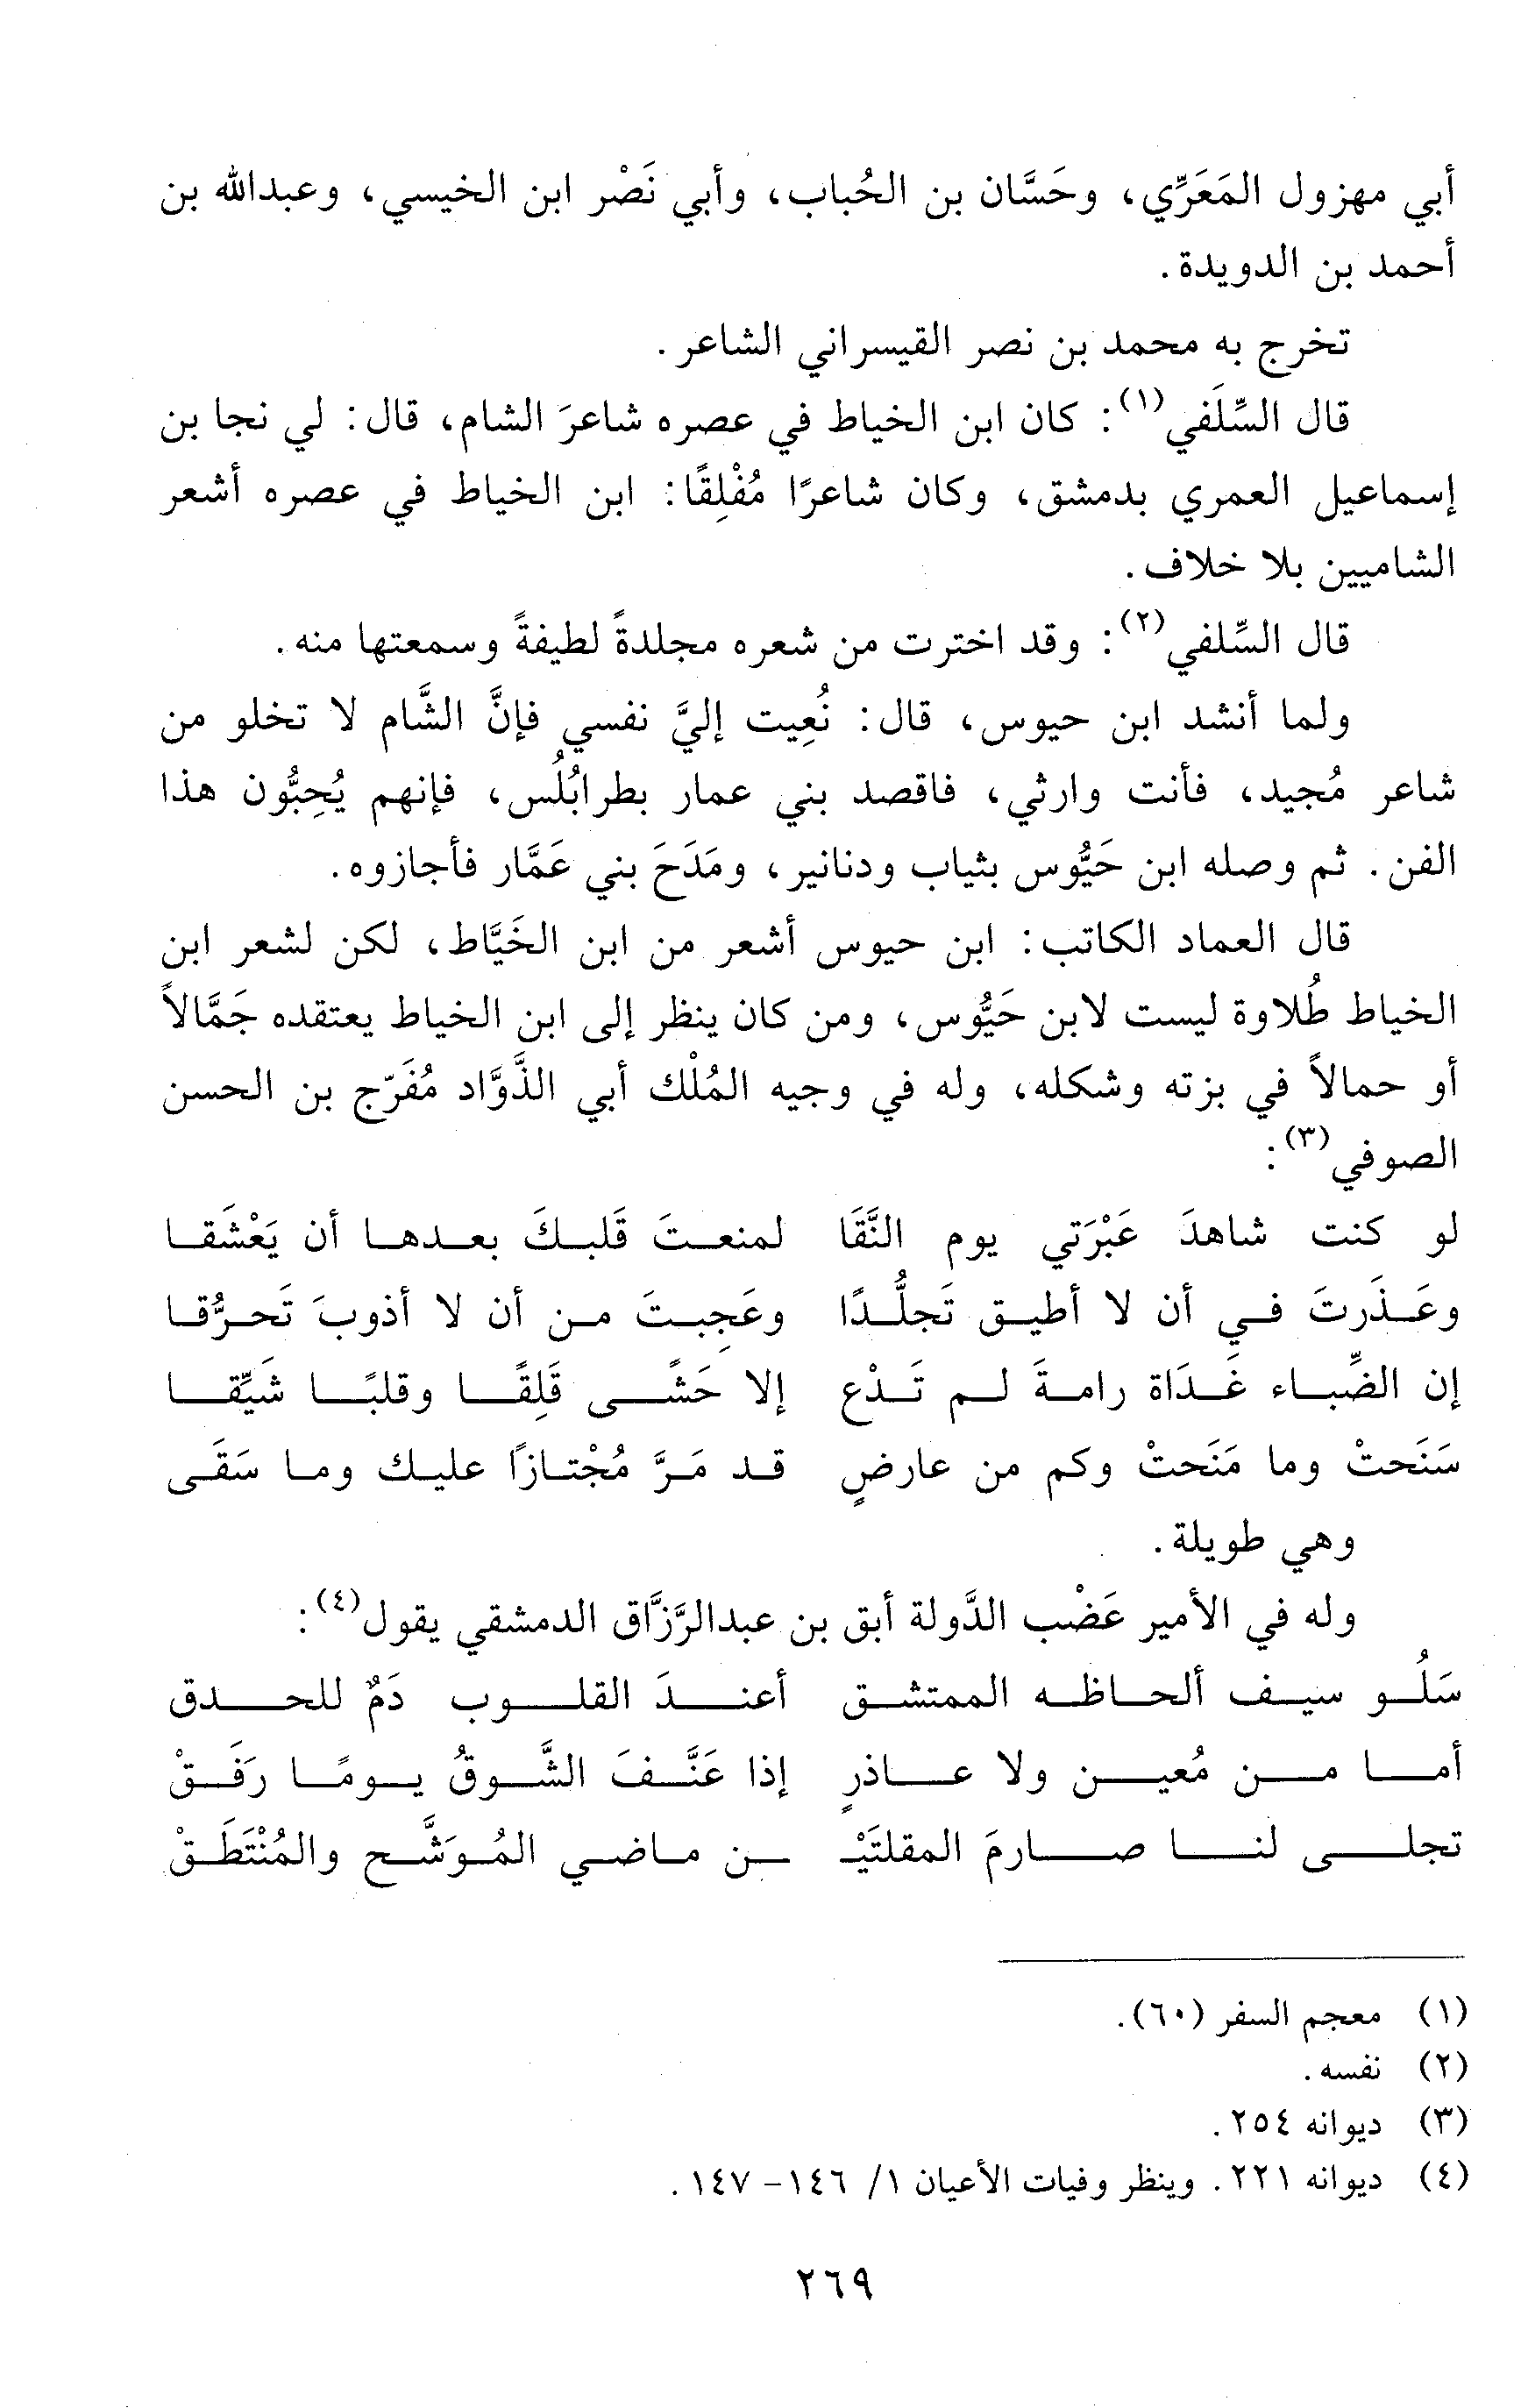 أبي مهزول المَعَرِّي، وحَسَّان بن الحُباب، وأبي نَصْر ابن الخيسي، وعبدالله بن
أحمد بن الدويدة.
تخرج به محمد بن نصر القيسراني الشاعر.
قال السِّلَفي(١): كان ابن الخياط في عصره شاعرَ الشام، قال: لي نجا بن
إسماعيل العمري بدمشق، وكان شاعرًا مُفْلِقًا: ابن الخياط في عصره أشعر
الشاميين بلا خلاف.
قال السِّلفي(٢): وقد اخترت من شعره مجلدةً لطيفةً وسمعتها منه.
ولما أنشد ابن حيوس، قال: نُعِيت إليَّ نفسي فإنَّ الشَّام لا تخلو من
شاعر مُجيد، فأنت وارثي، فاقصد بني عمار بطرابُلُس، فإنهم يُحِبُّون هذا
الفن. ثم وصله ابن حَيُّوس بثياب ودنانير، ومَدَحَ بني عَمَّار فأجازوه.
قال العماد الكاتب: ابن حيوس أشعر من ابن الخَيَّاط، لكن لشعر ابن
الخياط طُلاوة ليست لابن حَيُّوس، ومن كان ينظر إلى ابن الخياط يعتقده جَمَّالاً
أو حمالاً في بزته وشكله، وله في وجيه المُلْك أبي الذَّوَّاد مُفَرّج بن الحسن
الصوفي(٣):
لو كنت شاهدَ عَبْرَتي يوم النَّقَا لمنعتَ قَلبكَ بعدها أن يَعْشَقا
وعَذَرتَ في أن لا أطيق تَجلُّدًا وعَجِبتَ من أن لا أذوبَ تَحرُّقا
إن الضِّباء غَدَاة رامةَ لم تَدْع إلا حَشًى قَلِقًا وقلبًا شَيِّقا
سَنَحتْ وما مَنَحتْ وكم من عارضٍ قد مَرَّ مُجْتازًا عليك وما سَقَى
وهي طويلة.
وله في الأمير عَضْب الدَّولة أبق بن عبدالرَّزَّاق الدمشقي يقول(٤):
سَلُو سيف ألحاظه الممتشق أعندَ القلوب دَمٌ للحدق
أما من مُعين ولا عاذرٍ إذا عَنَّفَ الشَّوقُ يومًا رَفَقْ
تجلى لنا صارمَ المقلتَيْـ ـن ماضي المُوَشَّح والمُنْتَطَقْ
(١) معجم السفر (٦٠).
(٢) نفسه.
(٣) ديوانه ٢٥٤.
(٤) ديوانه ٢٢١. وينظر وفيات الأعيان ١/ ١٤٦- ١٤٧.
٢٦٩